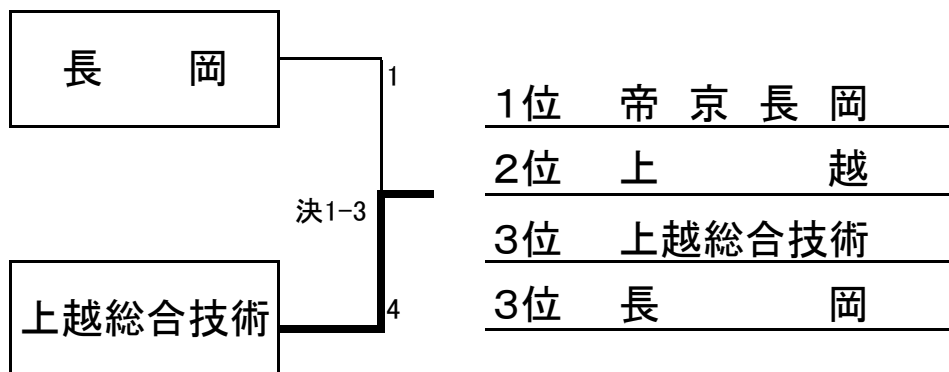 長 岡
1
決1-3
上越総合技術
4
1位 帝京長岡
2位 上 越
3位 上越総合技術
3位 長 岡